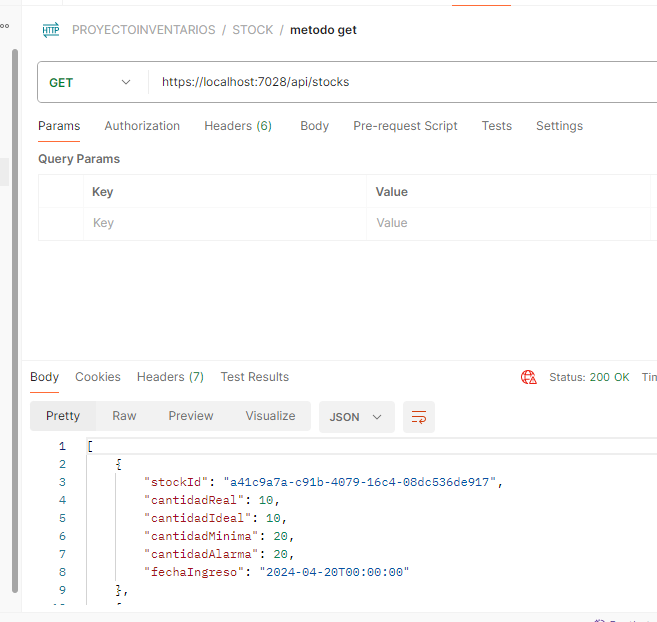 HTTP PROYECTOINVENTARIOS / STOCK / metodo get
GET https://localhost:7028/api/stocks
Params Authorization Headers (6) Body Pre-request Script Tests Settings
Query Params
Key Value
Key Value
Body Cookies Headers (7) Test Results Status: 200 OK
Pretty Raw Preview Visualize JSON
1 [
2 {
3 "stockId": "a41c9a7a-c91b-4079-16c4-08dc536de917",
4 "cantidadReal": 10,
5 "cantidadIdeal": 10,
6 "cantidadMinima": 20,
7 "cantidadAlarma": 20,
8 "fechaIngreso": "2024-04-20T00:00:00"
9 },